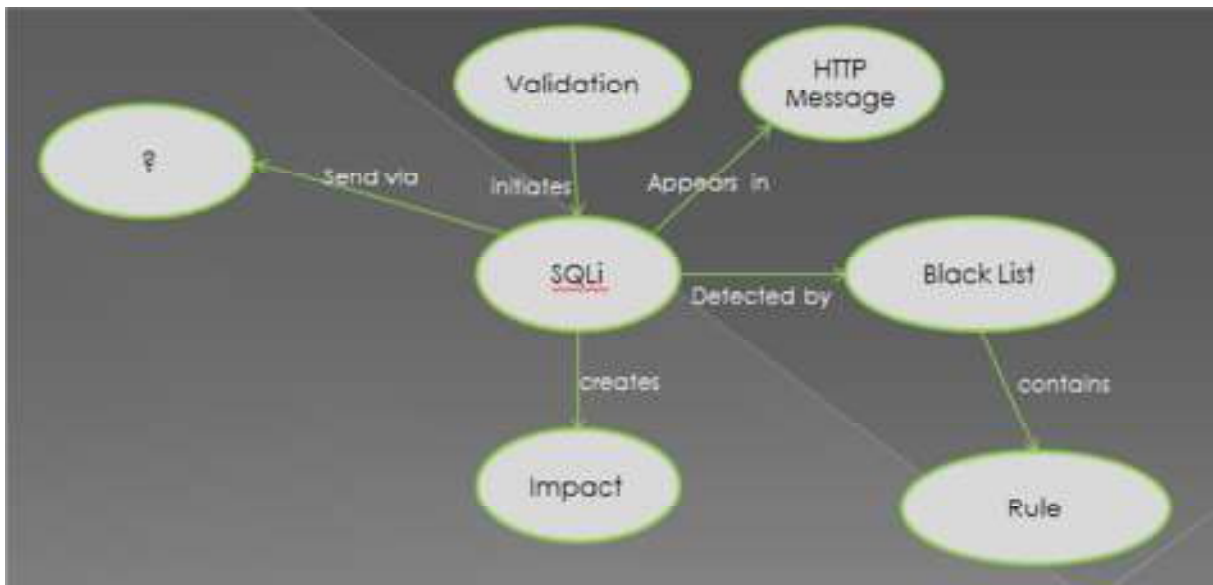 Validation
HTTP
Message
?
Send via
Initiates
Appears in
SQLi
Detected by
Black List
creates
contains
Impact
Rule